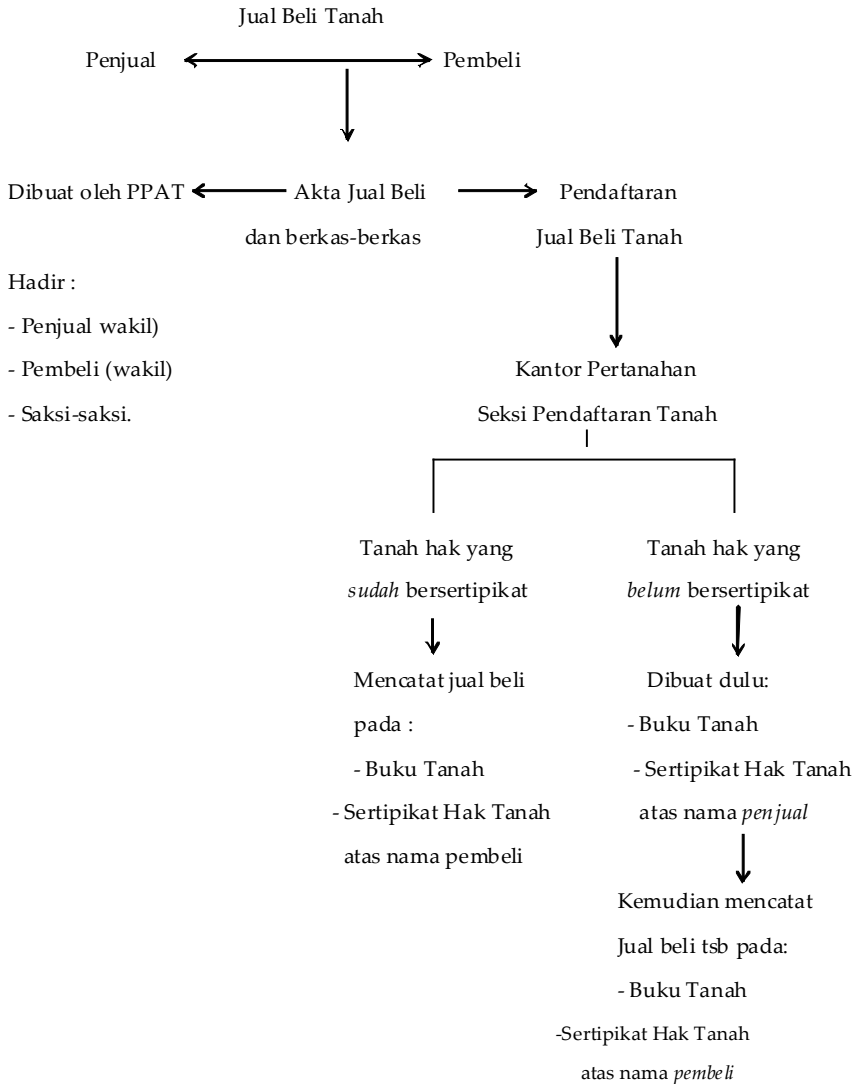 Jual Beli Tanah
Penjual Pembeli
Dibuat oleh PPAT Akta Jual Beli Pendaftaran
dan berkas-berkas Jual Beli Tanah
Hadir :
- Penjual wakil)
- Pembeli (wakil) Kantor Pertanahan
- Saksi-saksi. Seksi Pendaftaran Tanah
Tanah hak yang
sudah bersertipikat
Mencatat jual beli
pada :
- Buku Tanah
- Sertipikat Hak Tanah
atas nama pembeli
Tanah hak yang
belum bersertipikat
Dibuat dulu:
- Buku Tanah
- Sertipikat Hak Tanah
atas nama penjual
Kemudian mencatat
Jual beli tsb pada:
- Buku Tanah
-Sertipikat Hak Tanah
atas nama pembeli